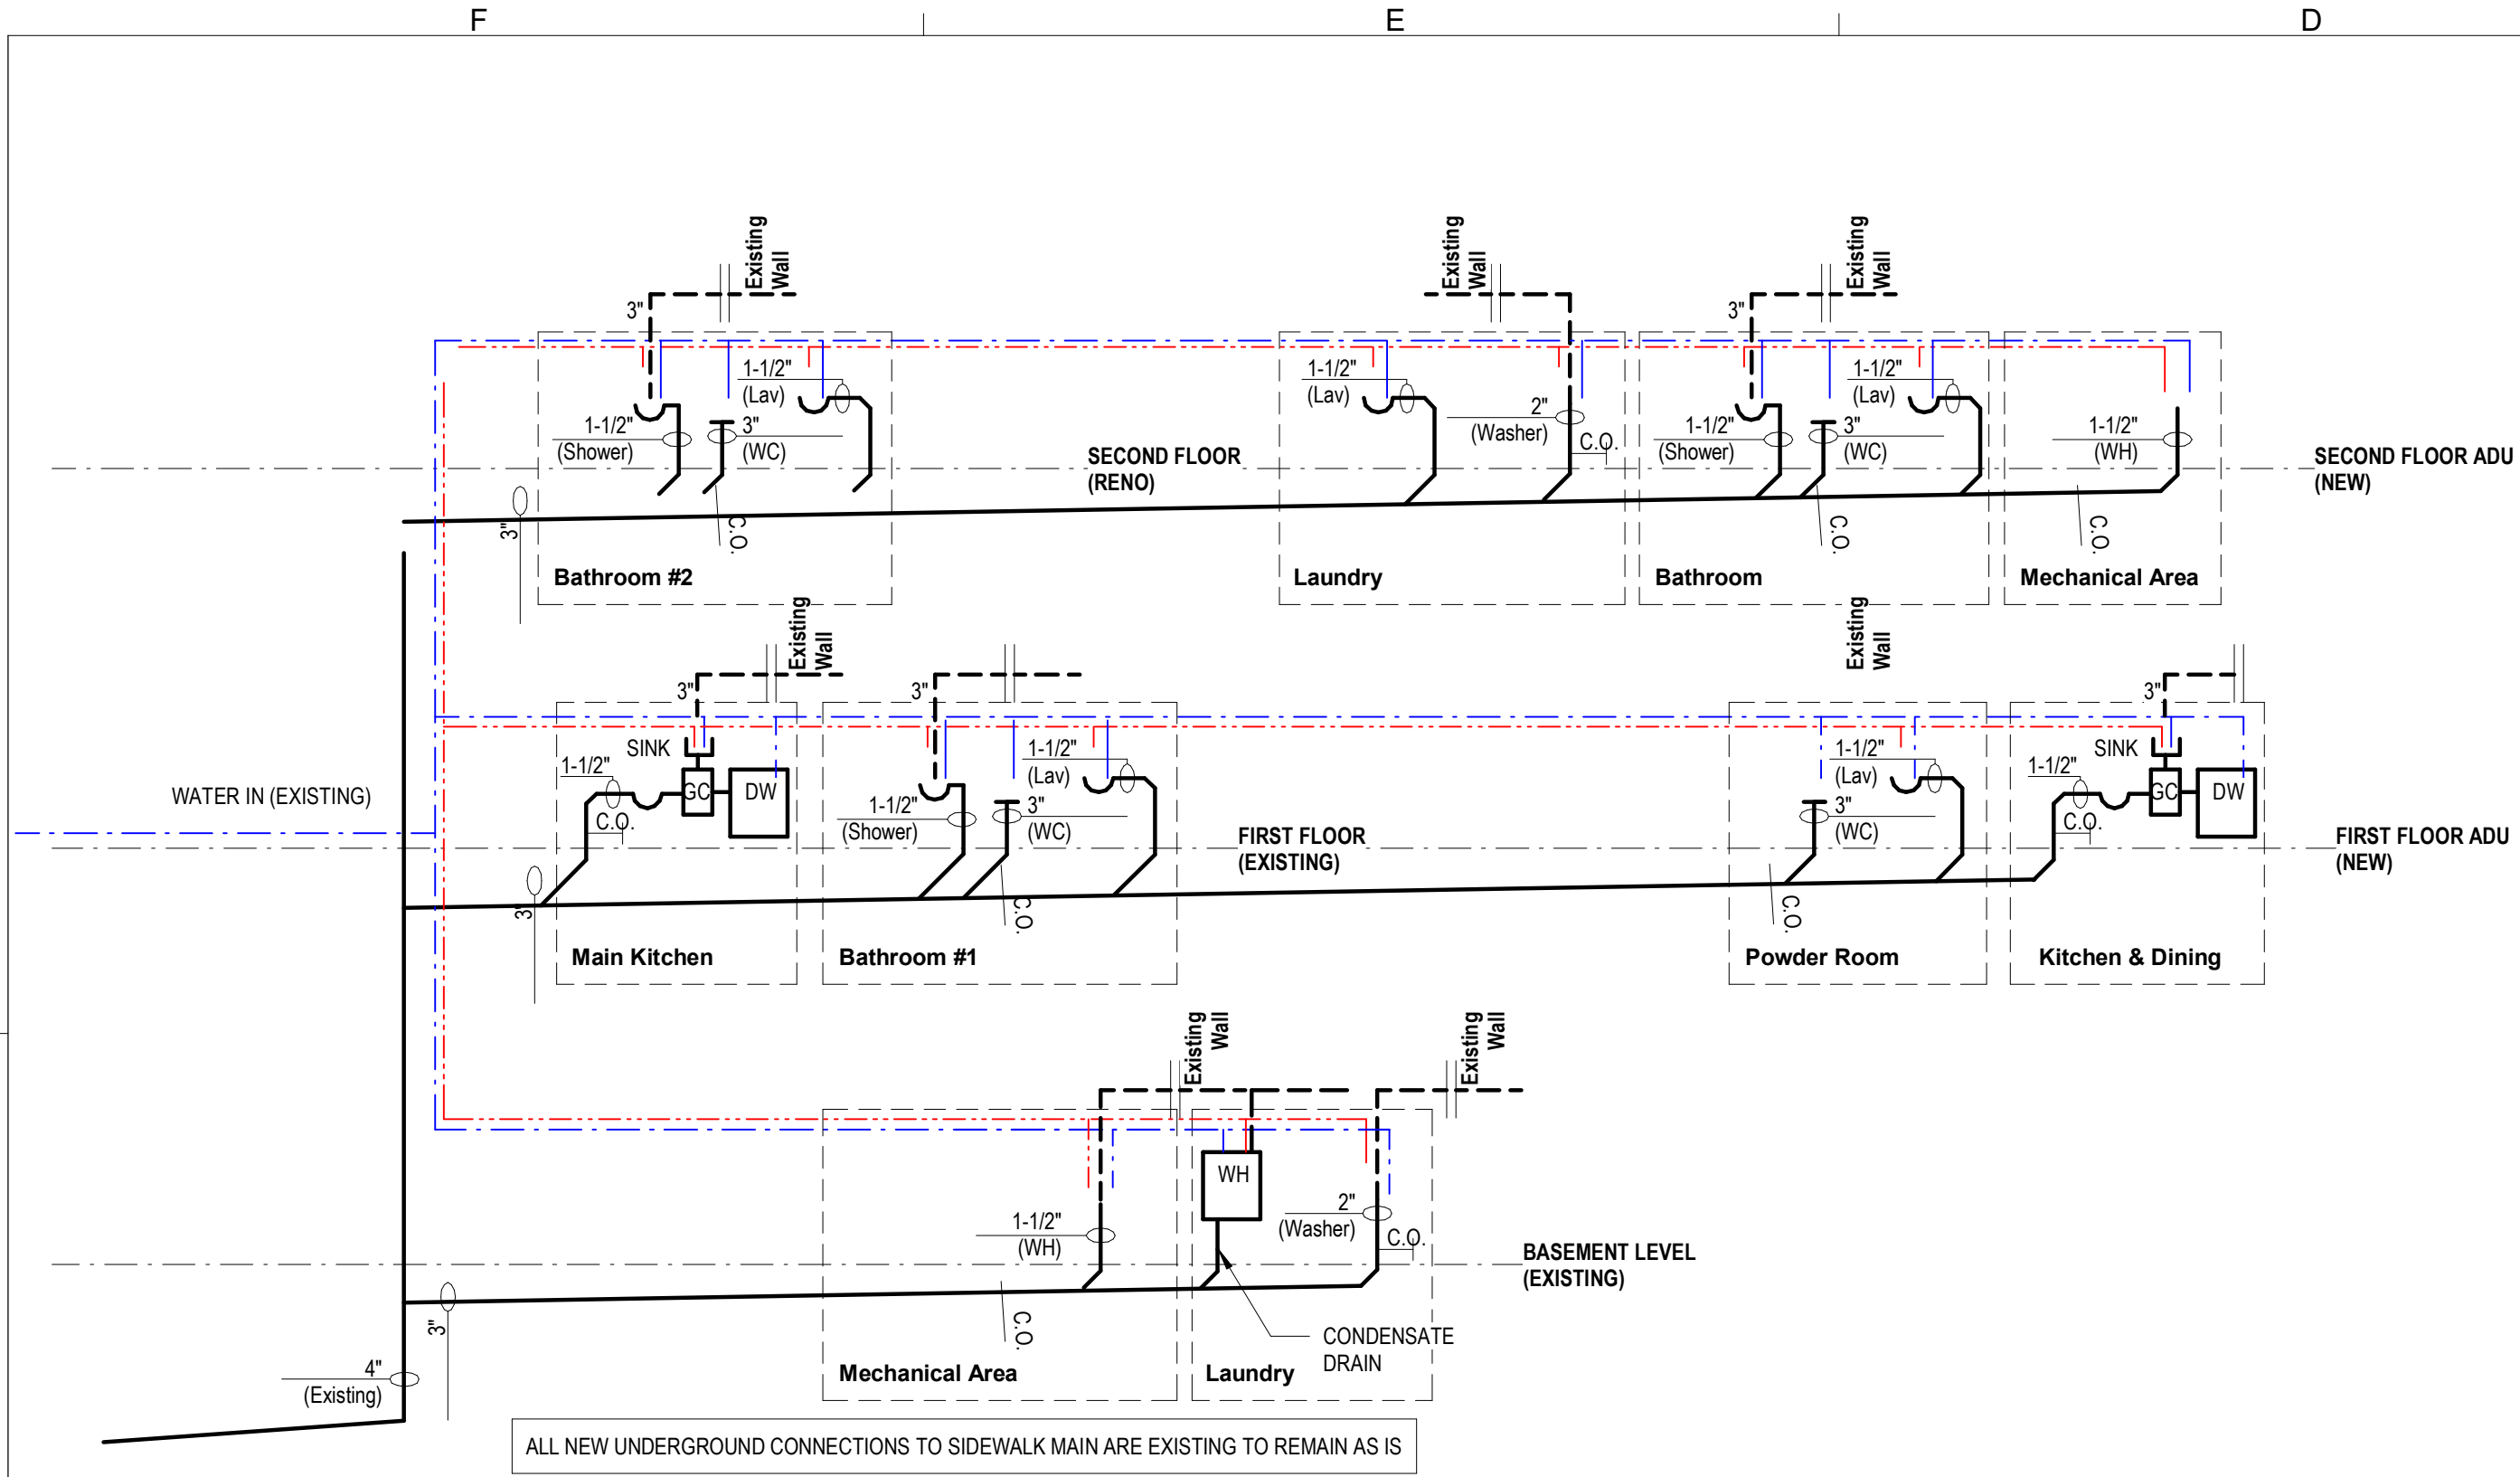 F
E
D
Existing
Wall
Existing
Wall
Existing
Wall
3"
3"
1-1/2"
(Lav)
1-1/2"
(Lav)
1-1/2"
(Lav)
1-1/2"
(Shower)
3"
(WC)
2"
(Washer)
C.O.
1-1/2"
(Shower)
3"
(WC)
1-1/2"
(WH)
SECOND FLOOR
(RENO)
SECOND FLOOR ADU
(NEW)
3"
C.O.
C.O.
C.O.
Bathroom #2
Laundry
Bathroom
Mechanical Area
Existing
Wall
Existing
Wall
3"
3"
3"
SINK
1-1/2"
GC
DW
C.O.
1-1/2"
(Lav)
1-1/2"
(Shower)
3"
(WC)
1-1/2"
(Lav)
3"
(WC)
SINK
1-1/2"
GC
DW
C.O.
WATER IN (EXISTING)
FIRST FLOOR
(EXISTING)
FIRST FLOOR ADU
(NEW)
3"
C.O.
C.O.
Main Kitchen
Bathroom #1
Powder Room
Kitchen & Dining
Existing
Wall
Existing
Wall
WH
1-1/2"
(WH)
2"
(Washer)
C.O.
BASEMENT LEVEL
(EXISTING)
3"
C.O.
CONDENSATE
DRAIN
Mechanical Area
Laundry
4"
(Existing)
ALL NEW UNDERGROUND CONNECTIONS TO SIDEWALK MAIN ARE EXISTING TO REMAIN AS IS